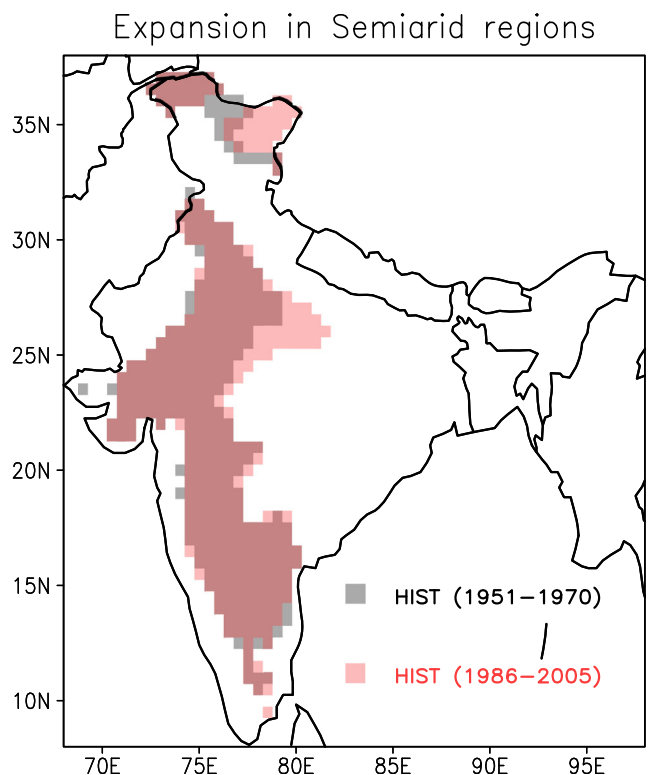 Expansion in Semiarid regions
35N
30N
25N
20N
15N
10N
HIST (1951−1970)
HIST (1986−2005)
70E 75E 80E 85E 90E 95E